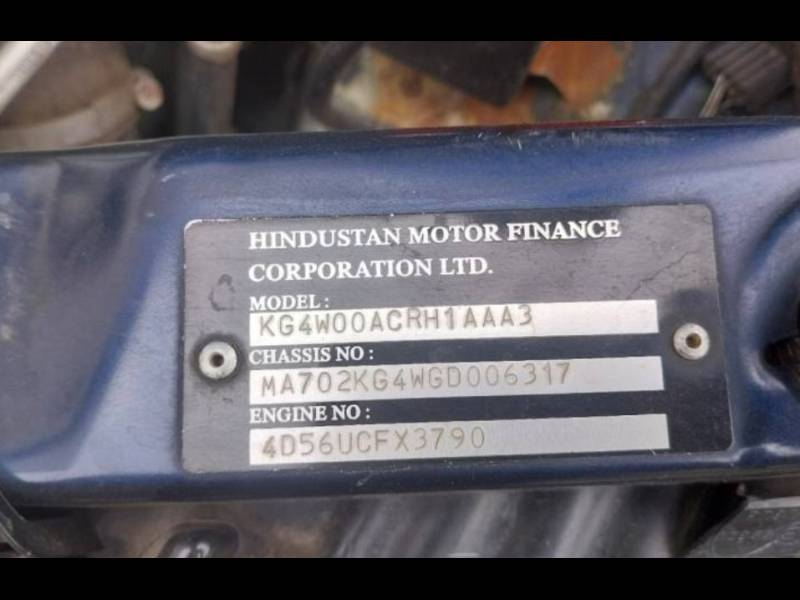 HINDUSTAN MOTOR FINANCE
CORPORATION LTD.
MODEL :
KG4W00ACRH1AAA3
CHASSIS NO :
MA702KG4WGD006317
ENGINE NO :
4D56UCFX3790